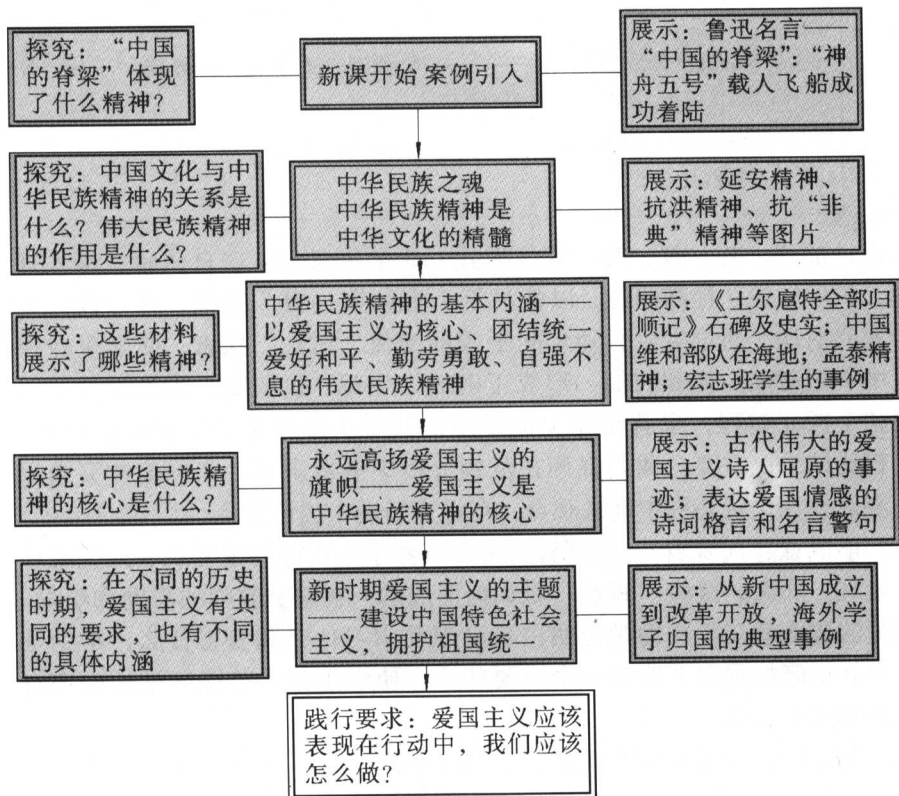 探究：“中国
的脊梁”体现
了什么精神？
新课开始 案例引入
展示：鲁迅名言——
“中国的脊梁”：“神
舟五号”载人飞船成
功着陆
探究：中国文化与中
华民族精神的关系是
什么？伟大民族精神
的作用是什么？
中华民族之魂
中华民族精神是
中华文化的精髓
展示：延安精神、
抗洪精神、抗“非
典”精神等图片
探究：这些材料
展示了哪些精神？
中华民族精神的基本内涵——
以爱国主义为核心、团结统一、
爱好和平、勤劳勇敢、自强不
息的伟大民族精神
展示：《土尔扈特全部归
顺记》石碑及史实；中国
维和部队在海地；孟泰精
神；宏志班学生的事例
探究：中华民族精
神的核心是什么？
永远高扬爱国主义的
旗帜——爱国主义是
中华民族精神的核心
展示：古代伟大的爱
国主义诗人屈原的事
迹；表达爱国情感的
诗词格言和名言警句
探究：在不同的历史
时期，爱国主义有共
同的要求，也有不同
的具体内涵
新时期爱国主义的主题
——建设中国特色社会
主义，拥护祖国统一
展示：从新中国成立
到改革开放，海外学
子归国的典型事例
践行要求：爱国主义应该
表现在行动中，我们应该
怎么做？